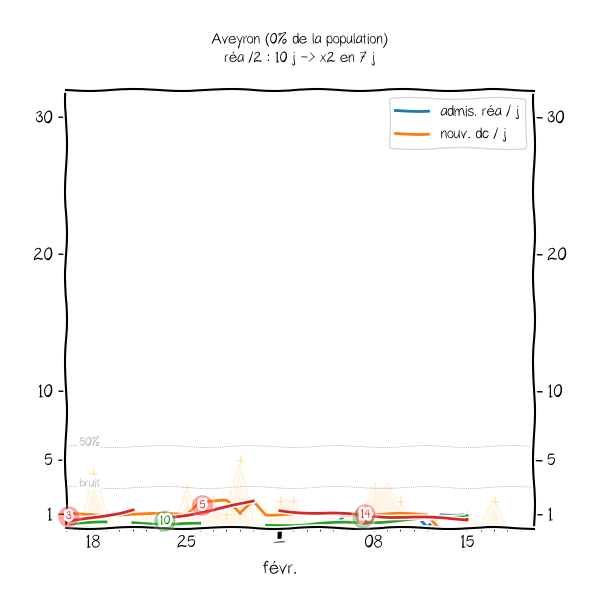 Aveyron (0% de la population)
réa /2 : 10 j -> x2 en 7 j
admis. réa / j
nouv. dc / j
30 30
20 20
10 10
5 5
1 1
50%
bruit
3 10 5 14
18 25 1 08 15
févr.